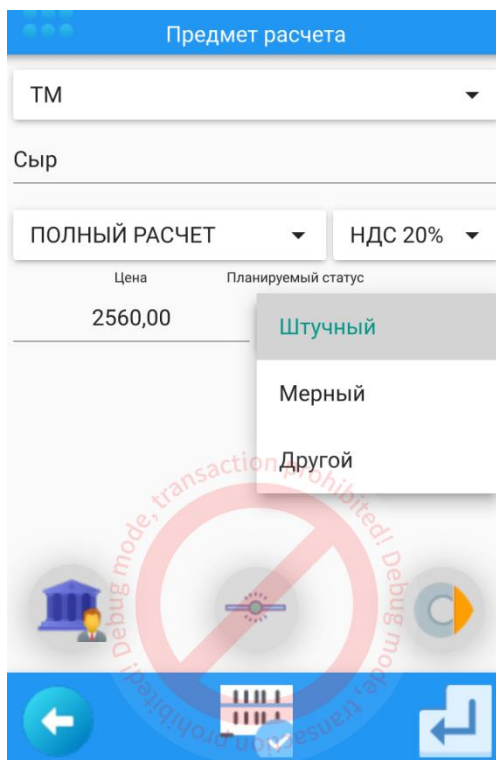 Предмет расчета
ТМ
Сыр
ПОЛНЫЙ РАСЧЕТ НДС 20%
Цена Планируемый статус
2560,00
Штучный
Мерный
Другой
Debug mode, transaction prohibited! Debug mode, transaction prohibited!